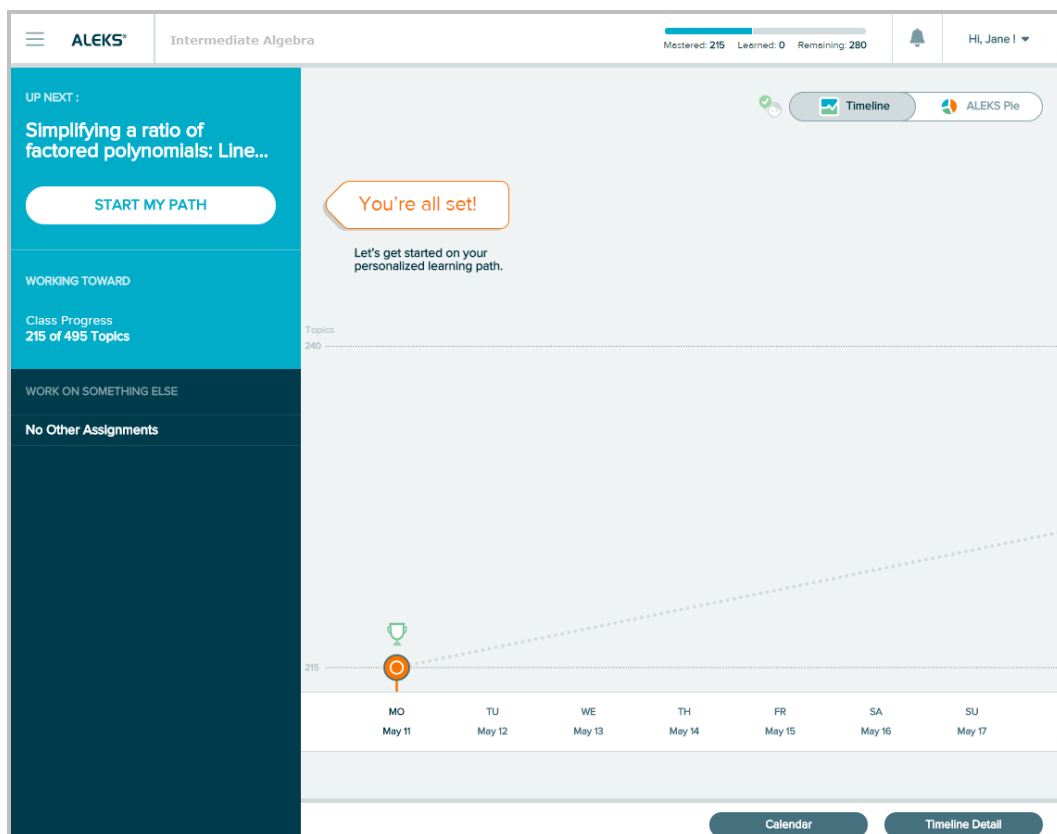 ALEKS®
Intermediate Algebra
Mastered: 215 Learned: 0 Remaining: 280
Hi, Jane !
UP NEXT :
Simplifying a ratio of
factored polynomials: Line...
START MY PATH
WORKING TOWARD
Class Progress
215 of 495 Topics
WORK ON SOMETHING ELSE
No Other Assignments
Timeline
ALEKS Pie
You're all set!
Let's get started on your
personalized learning path.
Topics
240
215
MO TU WE TH FR SA SU
May 11 May 12 May 13 May 14 May 15 May 16 May 17
Calendar
Timeline Detail